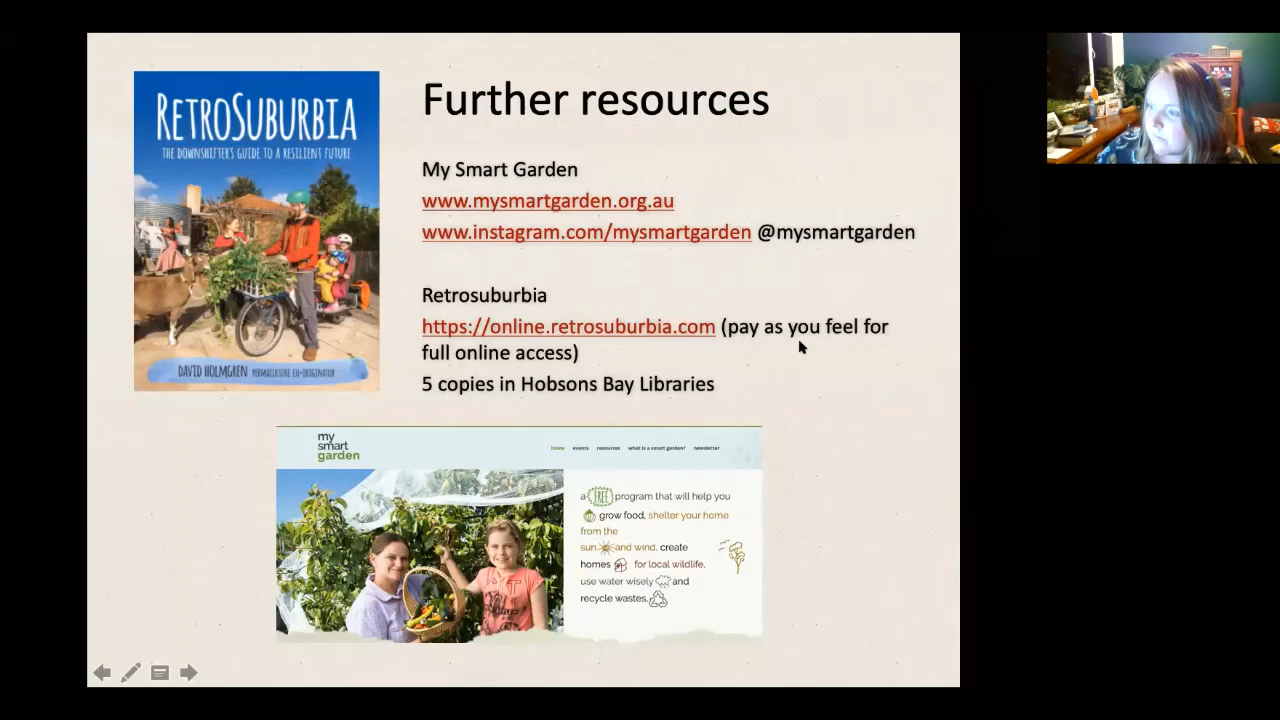 RETROSUBURBIA
THE DOWNSHIFTER'S GUIDE TO A RESILIENT FUTURE
DAVID HOLMGREN PERMACULTURE CO-ORIGINATOR
Further resources
My Smart Garden
www.mysmartgarden.org.au
www.instagram.com/mysmartgarden @mysmartgarden
Retrosuburbia
https://online.retrosuburbia.com (pay as you feel for
full online access)
5 copies in Hobsons Bay Libraries
my
smart
garden
home events resources what is a smart garden? newsletter
a FREE program that will help you
grow food, shelter your home
from the
sun and wind, create
homes for local wildlife,
use water wisely and
recycle wastes.